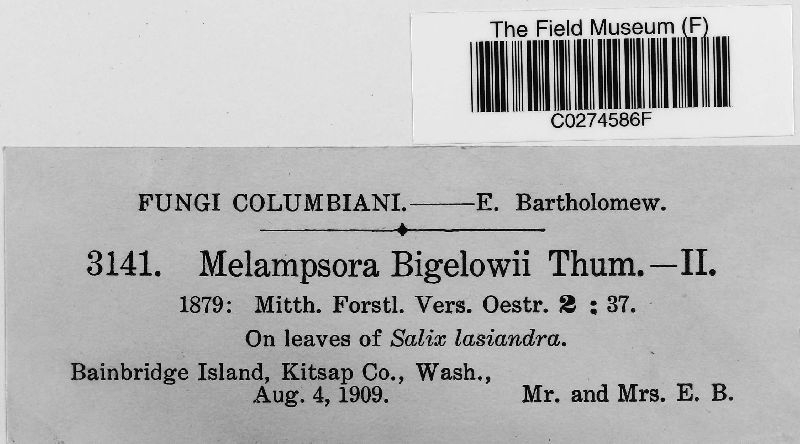 The Field Museum (F)
C0274586F
FUNGI COLUMBIANI.——E. Bartholomew.
3141. Melampsora Bigelowii Thum.—II.
1879: Mitth. Forstl. Vers. Oestr. 2 : 37.
On leaves of Salix lasiandra.
Bainbridge Island, Kitsap Co., Wash.,
Aug. 4, 1909. Mr. and Mrs. E. B.